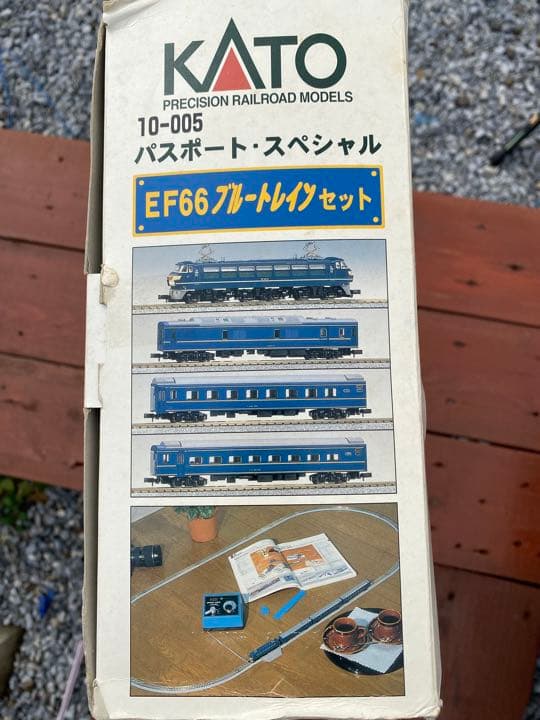 KATO
PRECISION RAILROAD MODELS
10-005
パスポート・スペシャル
EF66 ブルートレイン セット